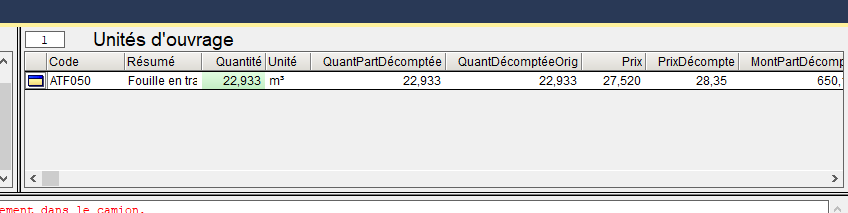 1 Unités d'ouvrage
Code Résumé Quantité Unité QuantPartDécomptée QuantDécomptéeOrig Prix PrixDécompte MontPartDécomp
ATF050 Fouille en tra 22,933 m³ 22,933 22,933 27,520 28,35 650,
ement dans le camion.